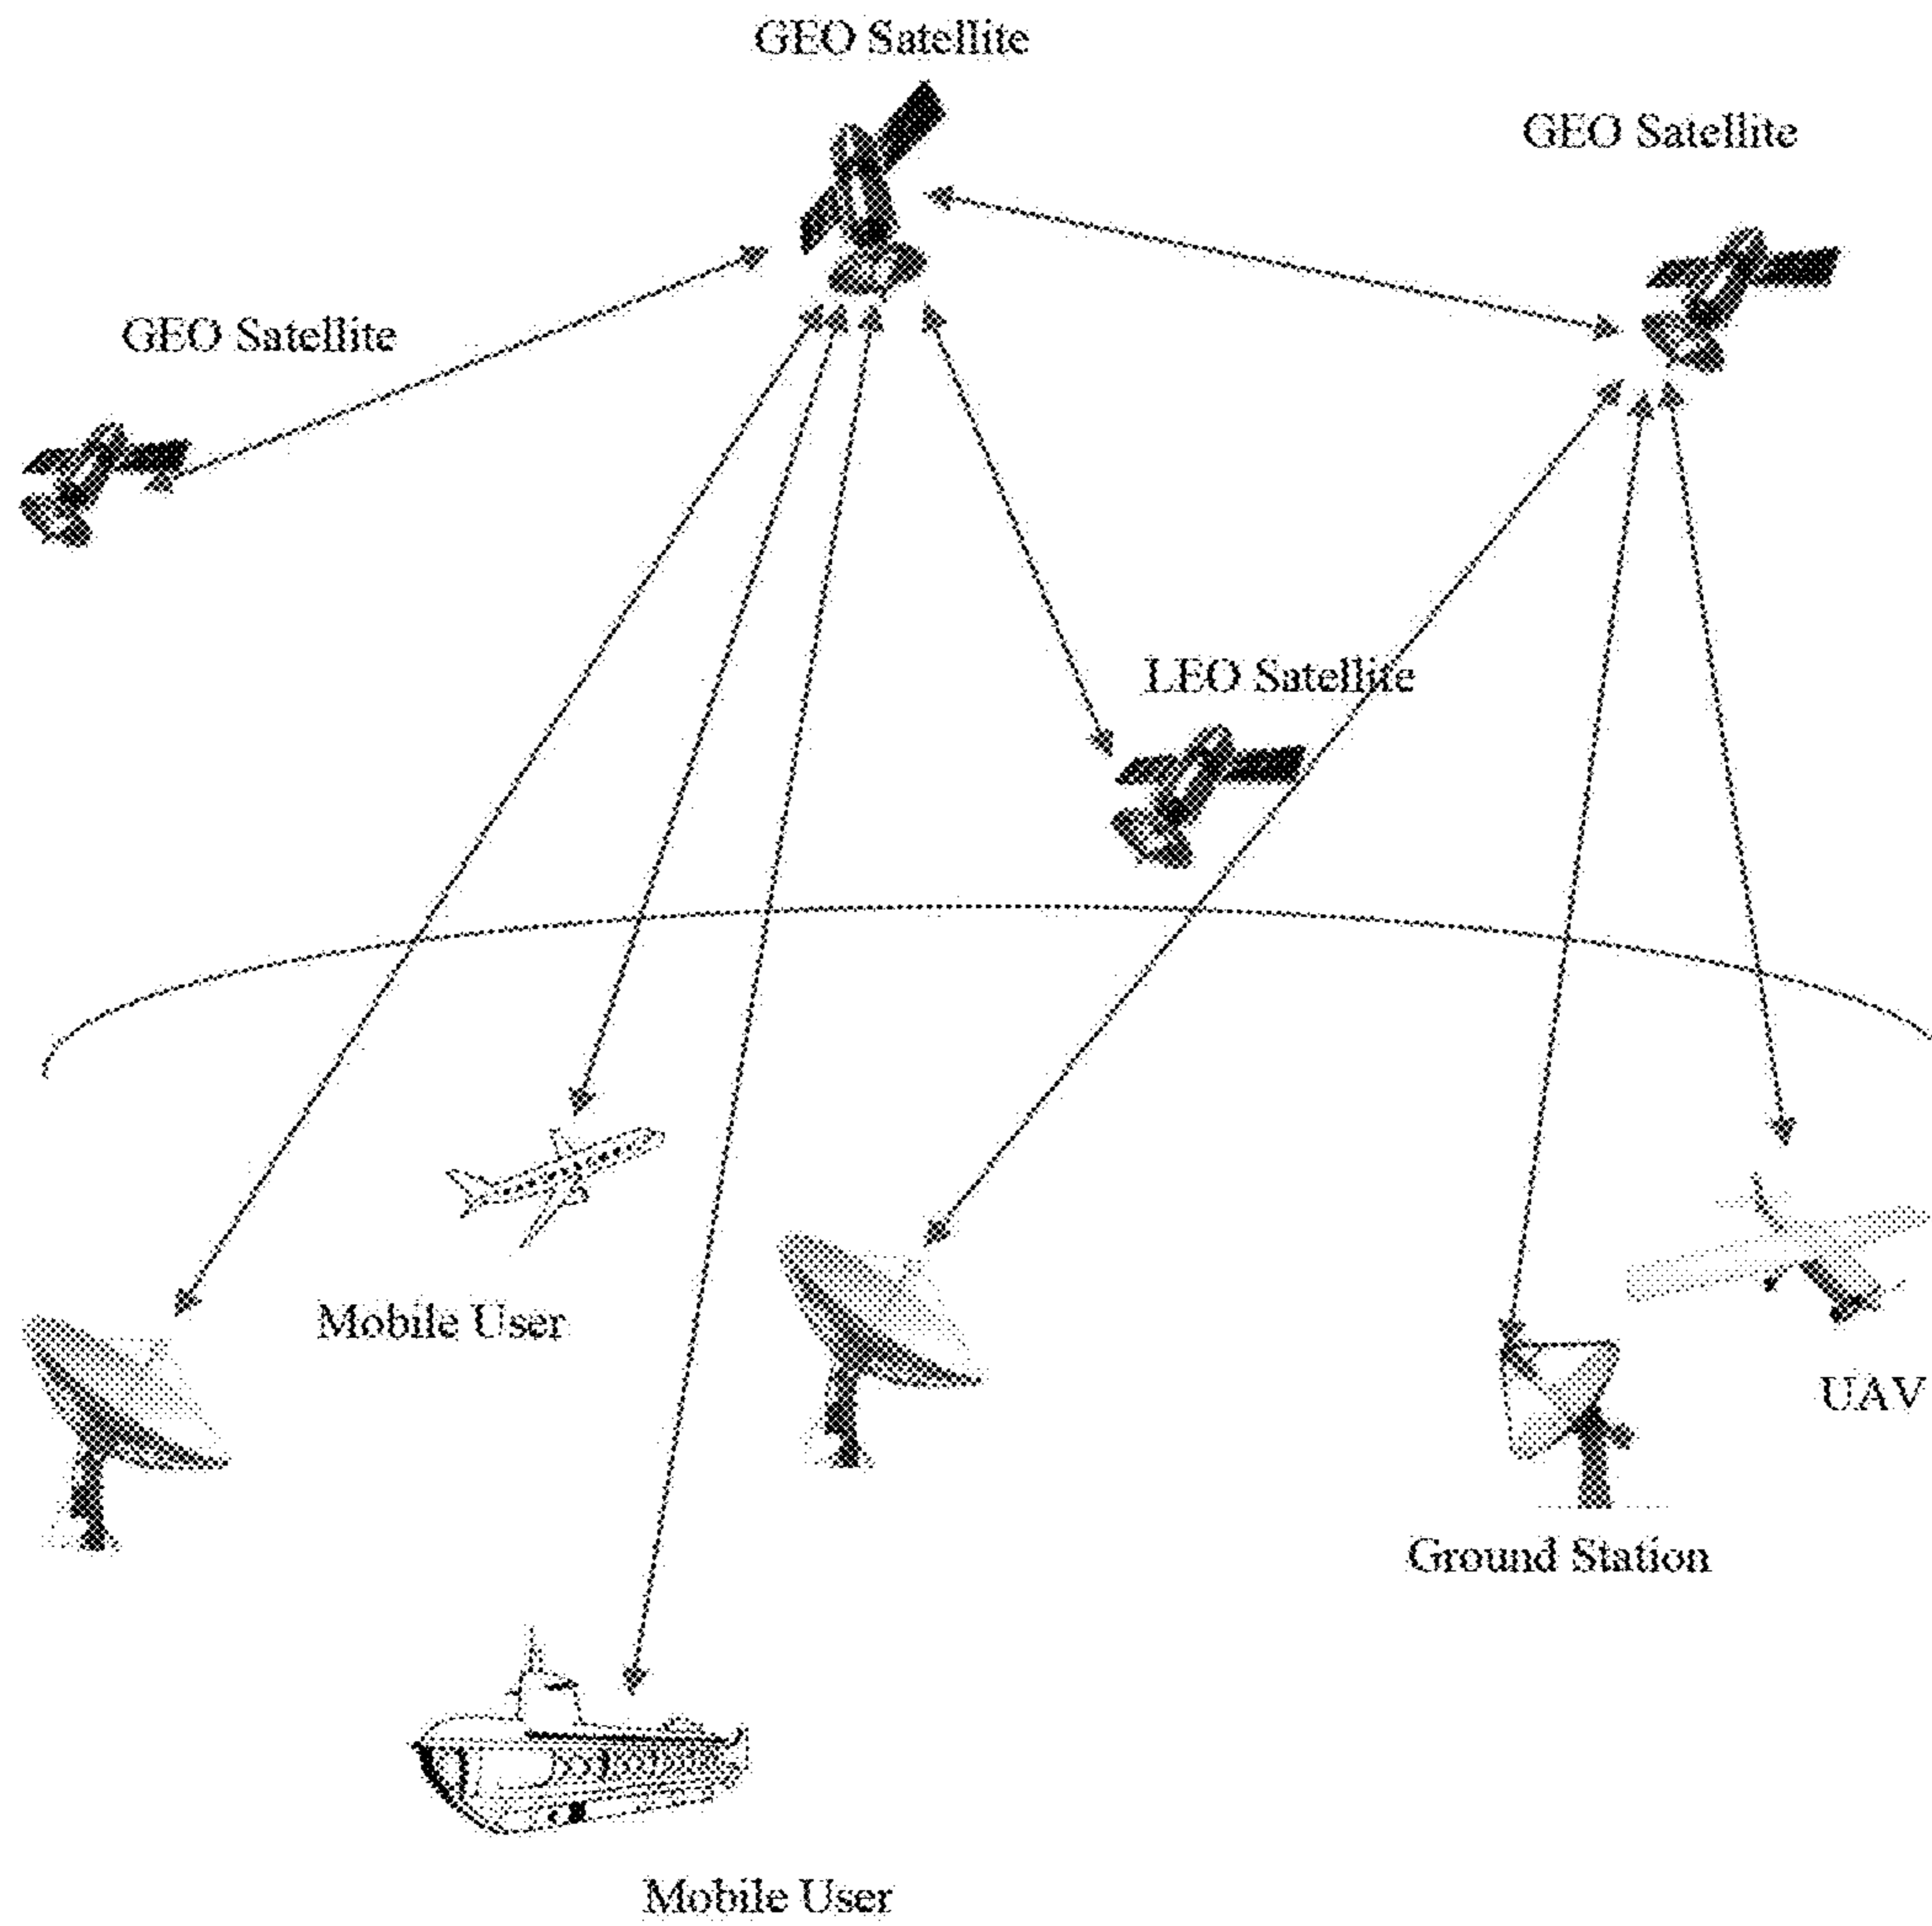 GEO Satellite
GEO Satellite
GEO Satellite
LEO Satellite
Mobile User
UAV
Ground Station
Mobile User